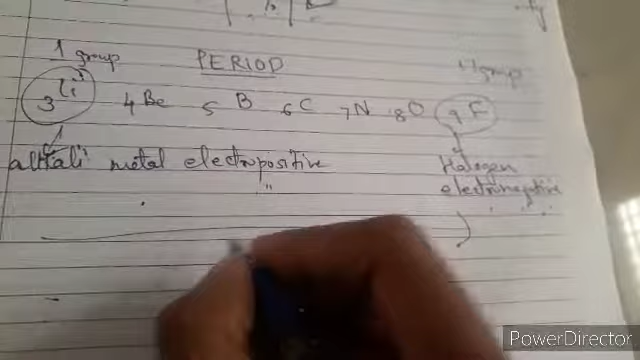 1 group PERIOD group
3 Li 4 Be 5 B 6 C 7 N 8 O 9 F
alkali metal electropositive Halogen
" electronegative
PowerDirector